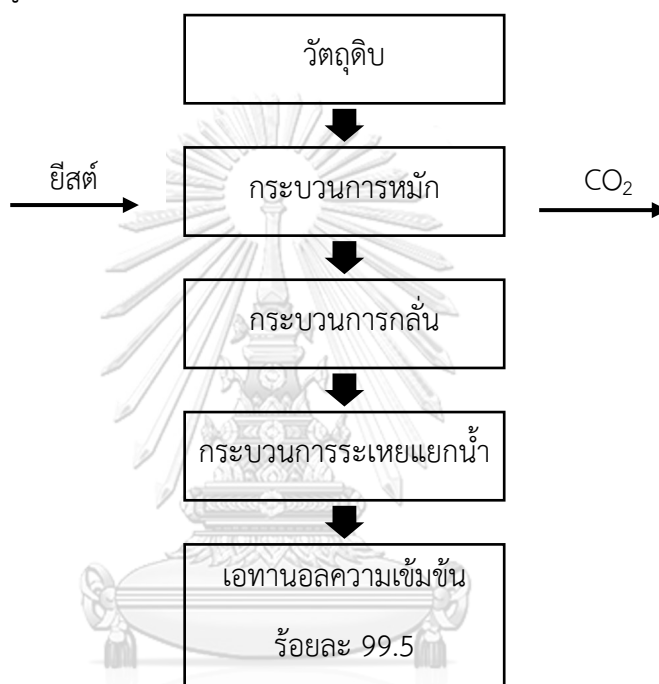 วัตถุดิบ
ยีสต์
กระบวนการหมัก
CO₂
กระบวนการกลั่น
กระบวนการระเหยแยกน้ำ
เอทานอลความเข้มข้น
ร้อยละ 99.5